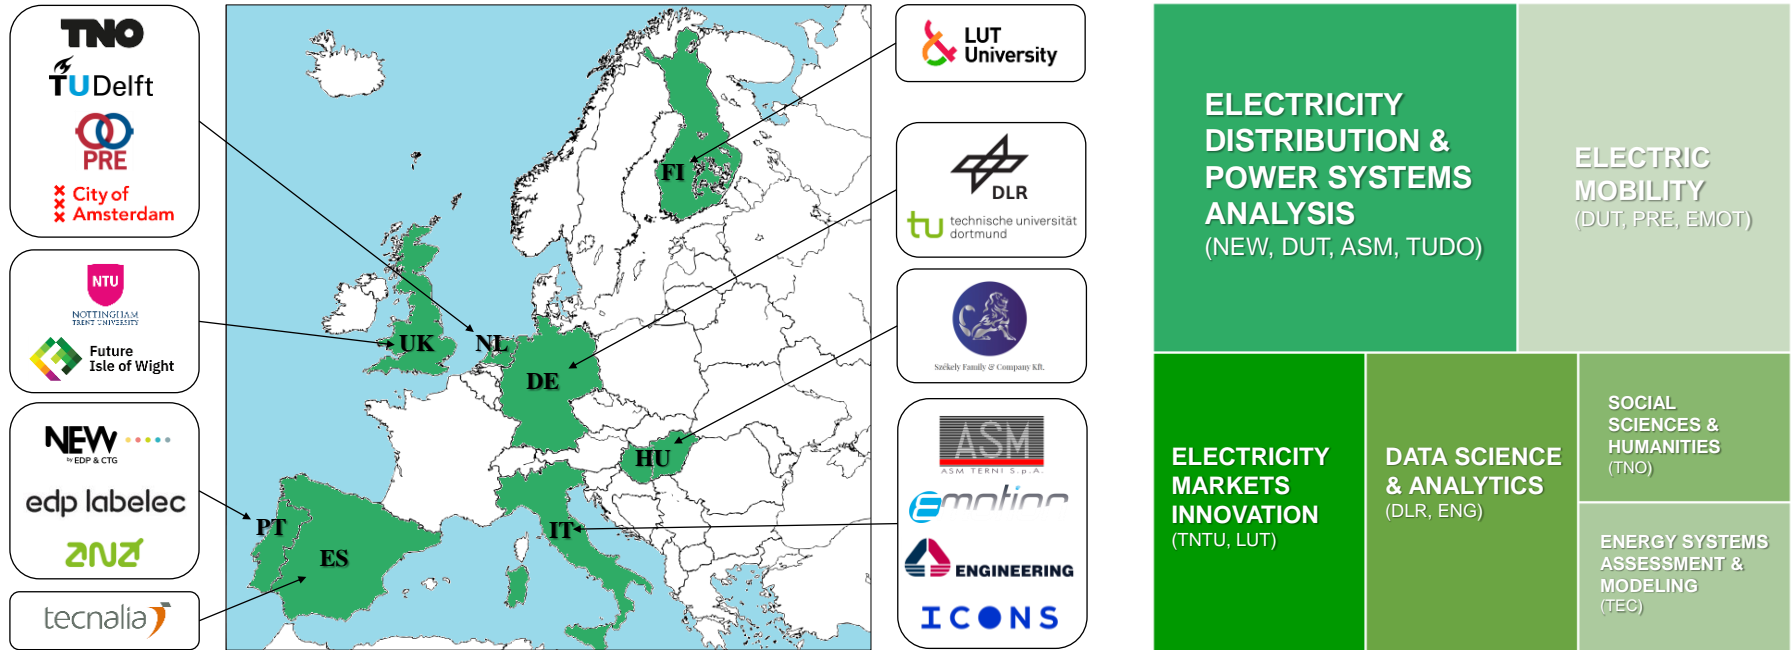 TNO
TU Delft
PRE
City of
Amsterdam
NTU
NOTTINGHAM
TRENT UNIVERSITY
Future
Isle of Wight
NEW
by EDP & CTG
edp labelec
znz
tecnalia
FI
UK
NL
DE
HU
PT
ES
IT
LUT
University
DLR
tu technische universität
dortmund
Székely Family & Company Kft.
ASM
ASM TERNI S.p.A.
emotion
ENGINEERING
ICONS
ELECTRICITY
DISTRIBUTION &
POWER SYSTEMS
ANALYSIS
(NEW, DUT, ASM, TUDO)
ELECTRIC
MOBILITY
(DUT, PRE, EMOT)
ELECTRICITY
MARKETS
INNOVATION
(TNTU, LUT)
DATA SCIENCE
& ANALYTICS
(DLR, ENG)
SOCIAL
SCIENCES &
HUMANITIES
(TNO)
ENERGY SYSTEMS
ASSESSMENT &
MODELING
(TEC)